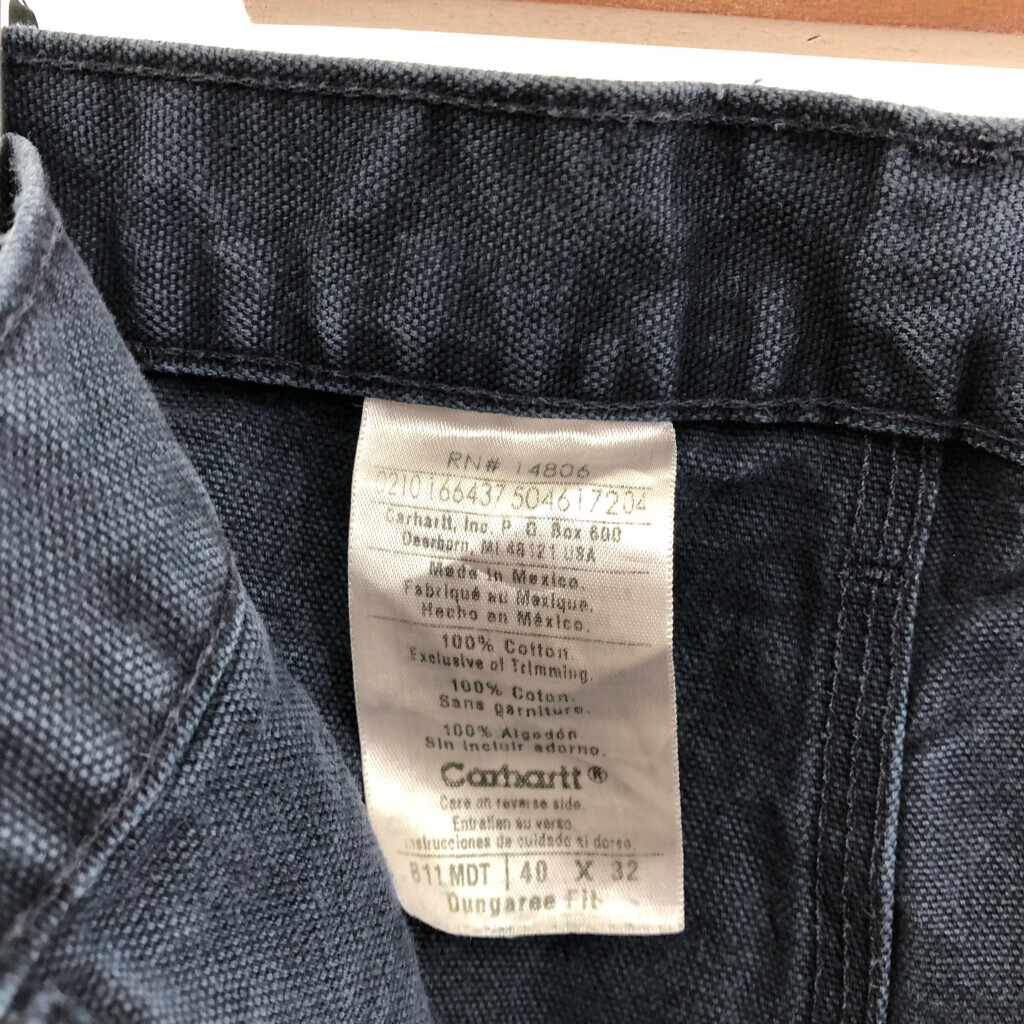 RN# 14806
221016643750461​7204
Carhartt, Inc. P. O. Box 600
Dearborn, MI 48121 USA
Made in Mexico.
Fabriqué au Mexique.
Hecho en México.
100% Cotton.
Exclusive of Trimming.
100% Coton.
Sans garniture.
100% Algodón
Sin incluir adorno.
Carhartt®
Care on reverse side.
Entretien au verso.
Instrucciones de cuidado al dorso.
B11 MDT | 40 X 32
Dungaree Fit